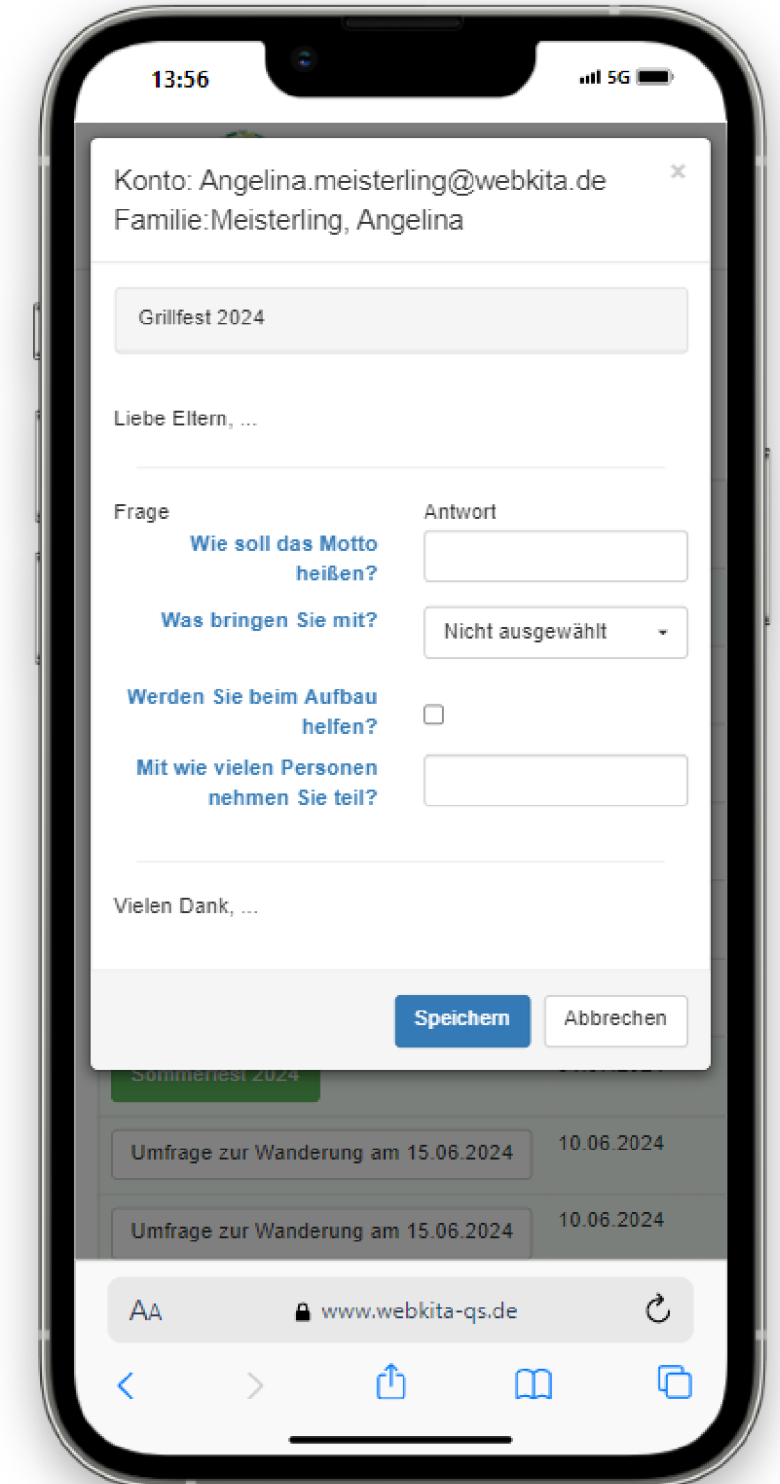 13:56
5G
Konto: Angelina.meisterling@webkita.de
×
Familie:Meisterling, Angelina
Grillfest 2024
Liebe Eltern, ...
Frage Antwort
Wie soll das Motto
heißen?
Was bringen Sie mit? Nicht ausgewählt
Werden Sie beim Aufbau
helfen?
Mit wie vielen Personen
nehmen Sie teil?
Vielen Dank, ...
Speichern Abbrechen
Sommerfest 2024
Umfrage zur Wanderung am 15.06.2024 10.06.2024
Umfrage zur Wanderung am 15.06.2024 10.06.2024
AA www.webkita-qs.de